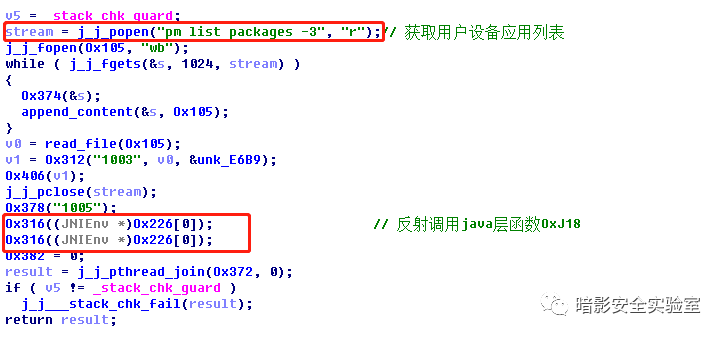 v5 = _stack_chk_guard;
stream = j_j_popen("pm list packages -3", "r");// 获取用户设备应用列表
j_j_fopen(0x105, "wb");
while ( j_j_fgets(&s, 1024, stream) )
{
0x374(&s);
append_content(&s, 0x105);
}
v0 = read_file(0x105);
v1 = 0x312("1003", v0, &unk_E6B9);
0x406(v1);
j_j_pclose(stream);
0x378("1005");
0x316((JNIEnv *)0x226[0]); // 反射调用java层函数0xJ18
0x316((JNIEnv *)0x226[0]);
0x382 = 0;
result = j_j_pthread_join(0x372, 0);
if ( v5 != _stack_chk_guard )
j_j___stack_chk_fail(result);
return result;
暗影安全实验室